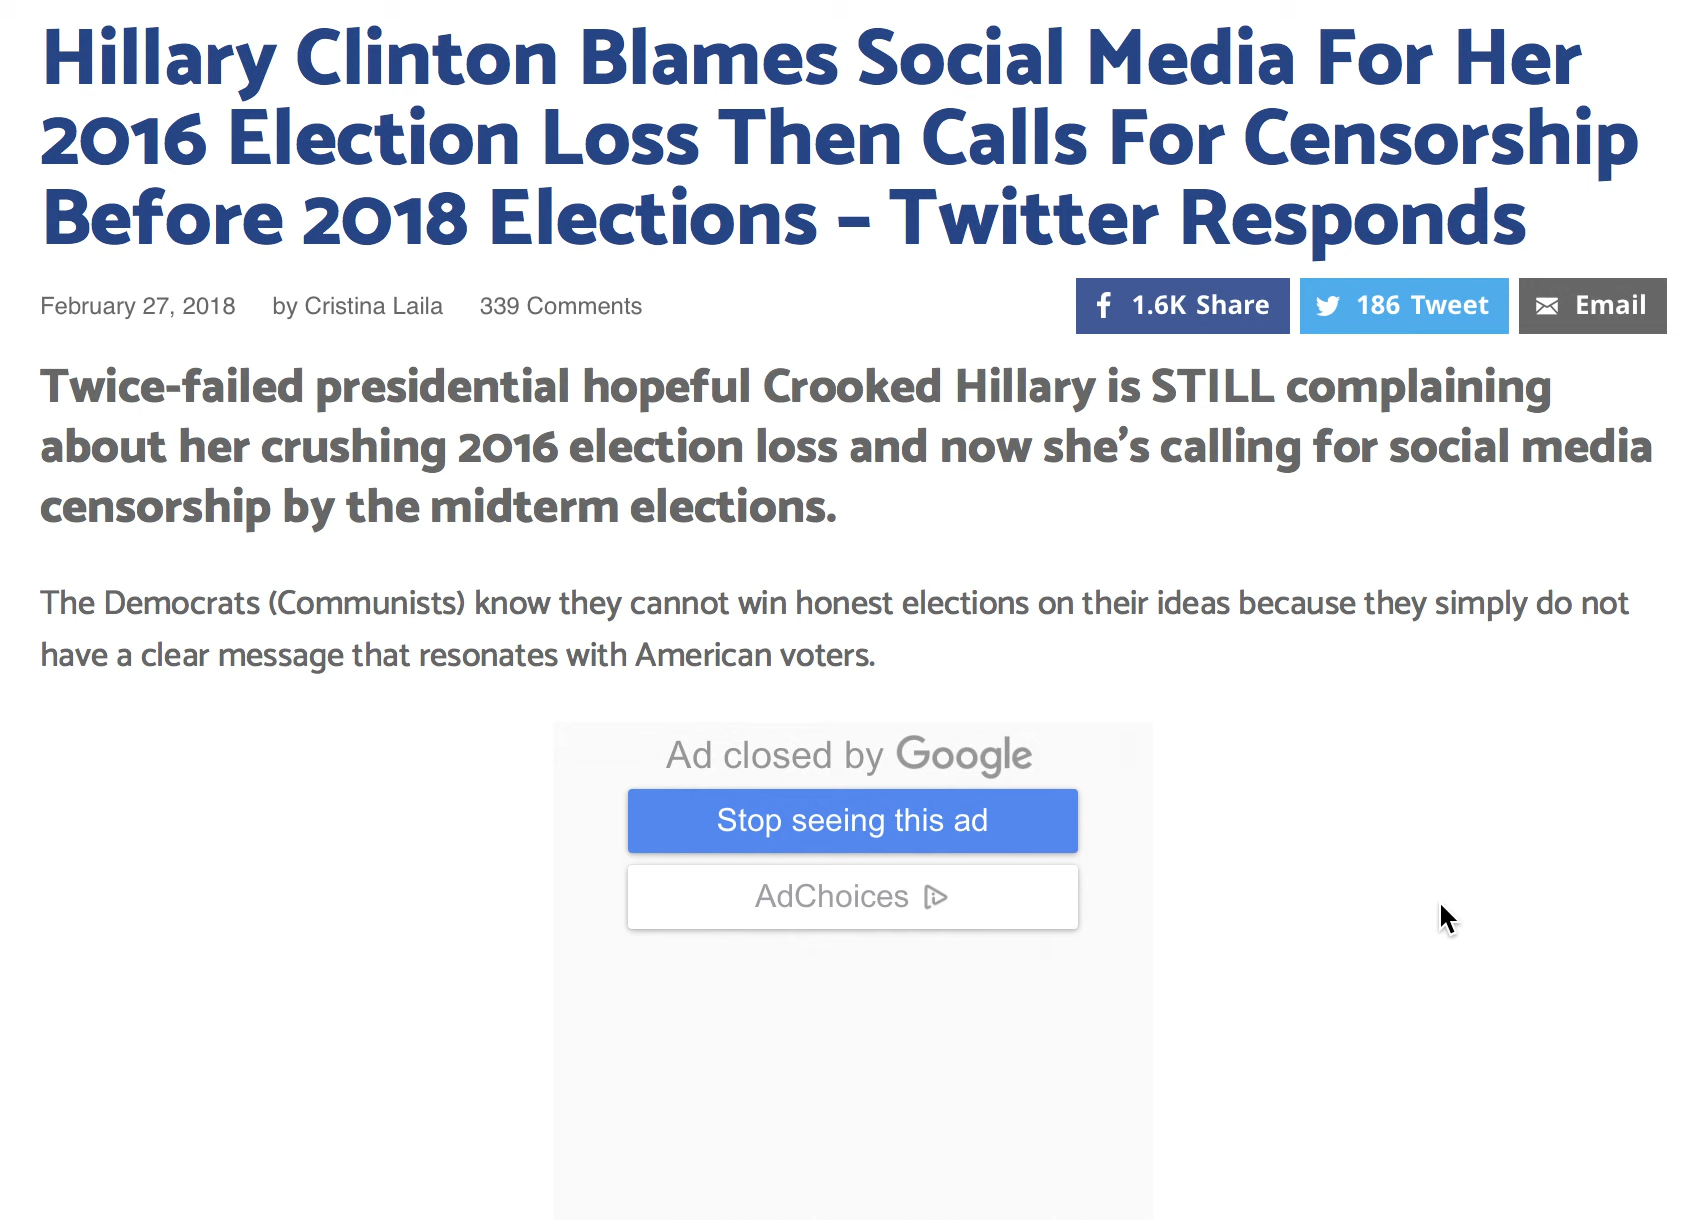 Hillary Clinton Blames Social Media For Her
2016 Election Loss Then Calls For Censorship
Before 2018 Elections – Twitter Responds
February 27, 2018 by Cristina Laila 339 Comments
1.6K Share 186 Tweet Email
Twice-failed presidential hopeful Crooked Hillary is STILL complaining
about her crushing 2016 election loss and now she’s calling for social media
censorship by the midterm elections.
The Democrats (Communists) know they cannot win honest elections on their ideas because they simply do not
have a clear message that resonates with American voters.
Ad closed by Google
Stop seeing this ad
AdChoices